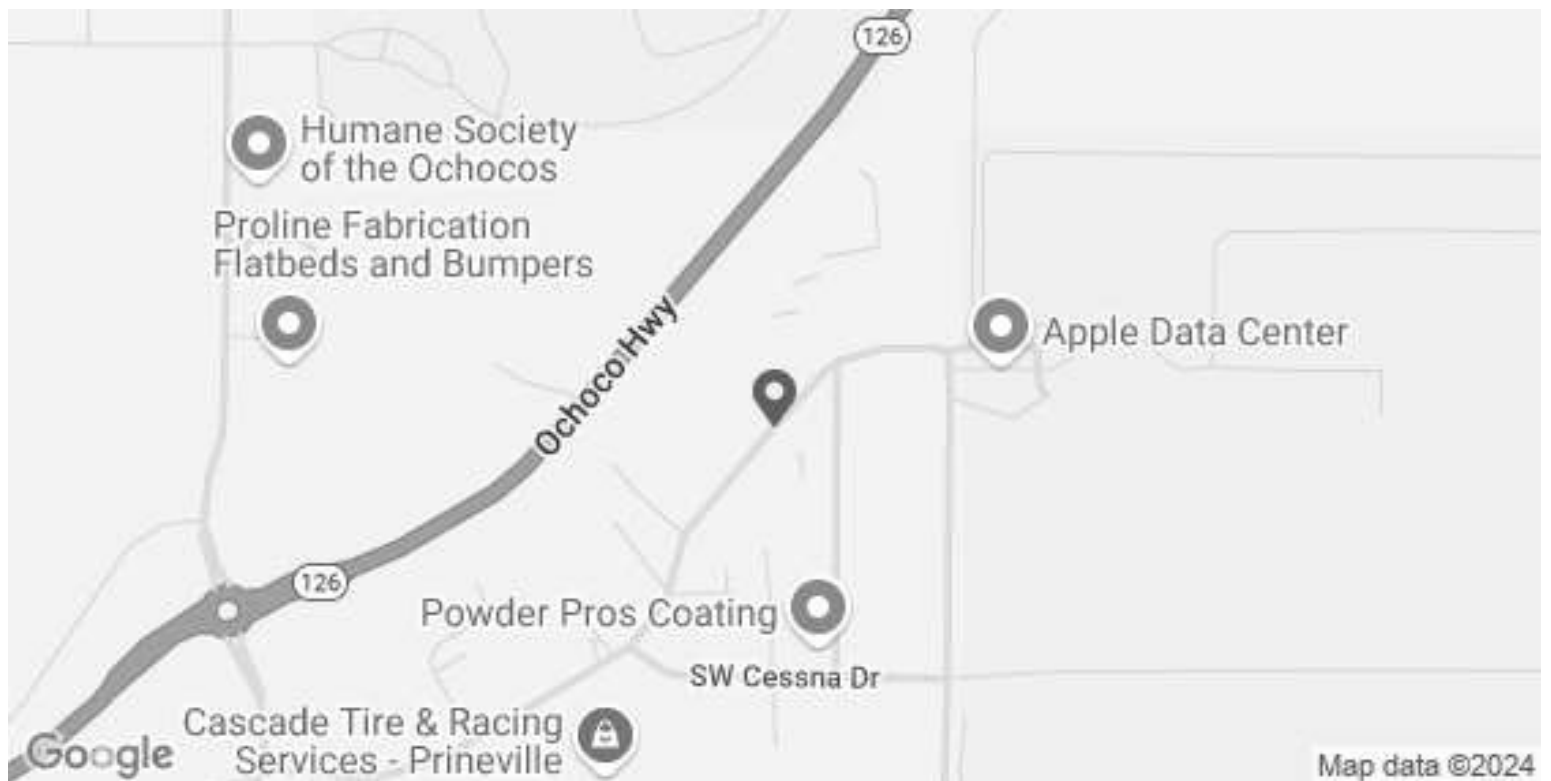 126
Humane Society
of the Ochocos
Proline Fabrication
Flatbeds and Bumpers
Ochoco Hwy
Apple Data Center
126
Powder Pros Coating
SW Cessna Dr
Cascade Tire & Racing
Services - Prineville
Google
Map data ©2024